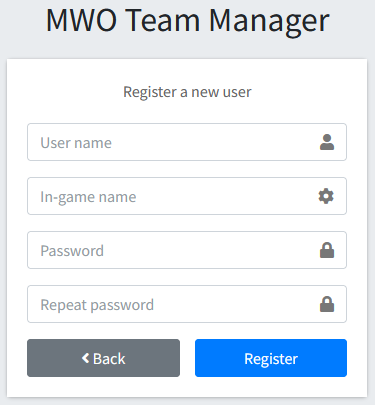 MWO Team Manager
Register a new user
User name
In-game name
Password
Repeat password
Back
Register